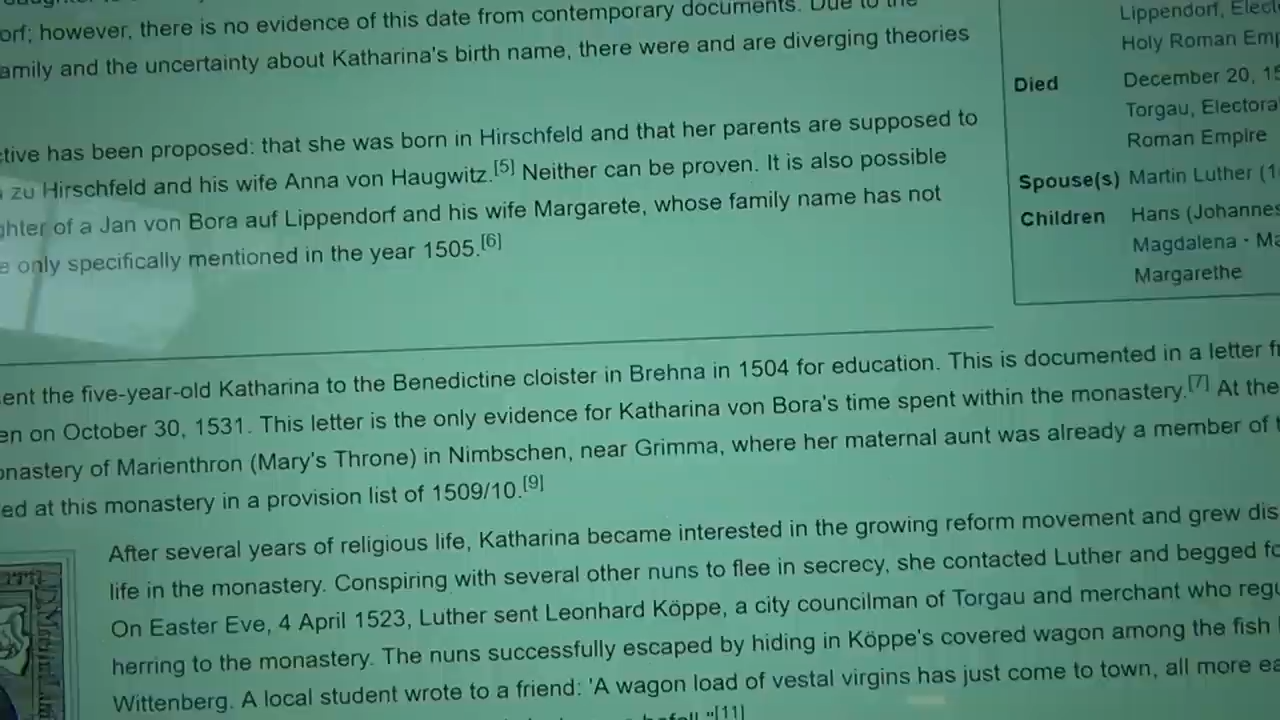 orf; however, there is no evidence of this date from contemporary documents. Due to the
amily and the uncertainty about Katharina's birth name, there were and are diverging theories
ctive has been proposed: that she was born in Hirschfeld and that her parents are supposed to
zu Hirschfeld and his wife Anna von Haugwitz.[5] Neither can be proven. It is also possible
ghter of a Jan von Bora auf Lippendorf and his wife Margarete, whose family name has not
e only specifically mentioned in the year 1505.[6]
Lippendorf, Elect
Holy Roman Emp
Died December 20, 15
Torgau, Electora
Roman Empire
Spouse(s) Martin Luther (1
Children Hans (Johannes
Magdalena · Ma
Margarethe
ent the five-year-old Katharina to the Benedictine cloister in Brehna in 1504 for education. This is documented in a letter f
en on October 30, 1531. This letter is the only evidence for Katharina von Bora's time spent within the monastery.[7] At the
onastery of Marienthron (Mary's Throne) in Nimbschen, near Grimma, where her maternal aunt was already a member of t
ed at this monastery in a provision list of 1509/10.[9]
After several years of religious life, Katharina became interested in the growing reform movement and grew dis
life in the monastery. Conspiring with several other nuns to flee in secrecy, she contacted Luther and begged fo
On Easter Eve, 4 April 1523, Luther sent Leonhard Köppe, a city councilman of Torgau and merchant who regu
herring to the monastery. The nuns successfully escaped by hiding in Köppe's covered wagon among the fish
Wittenberg. A local student wrote to a friend: 'A wagon load of vestal virgins has just come to town, all more ea
befall."[11]